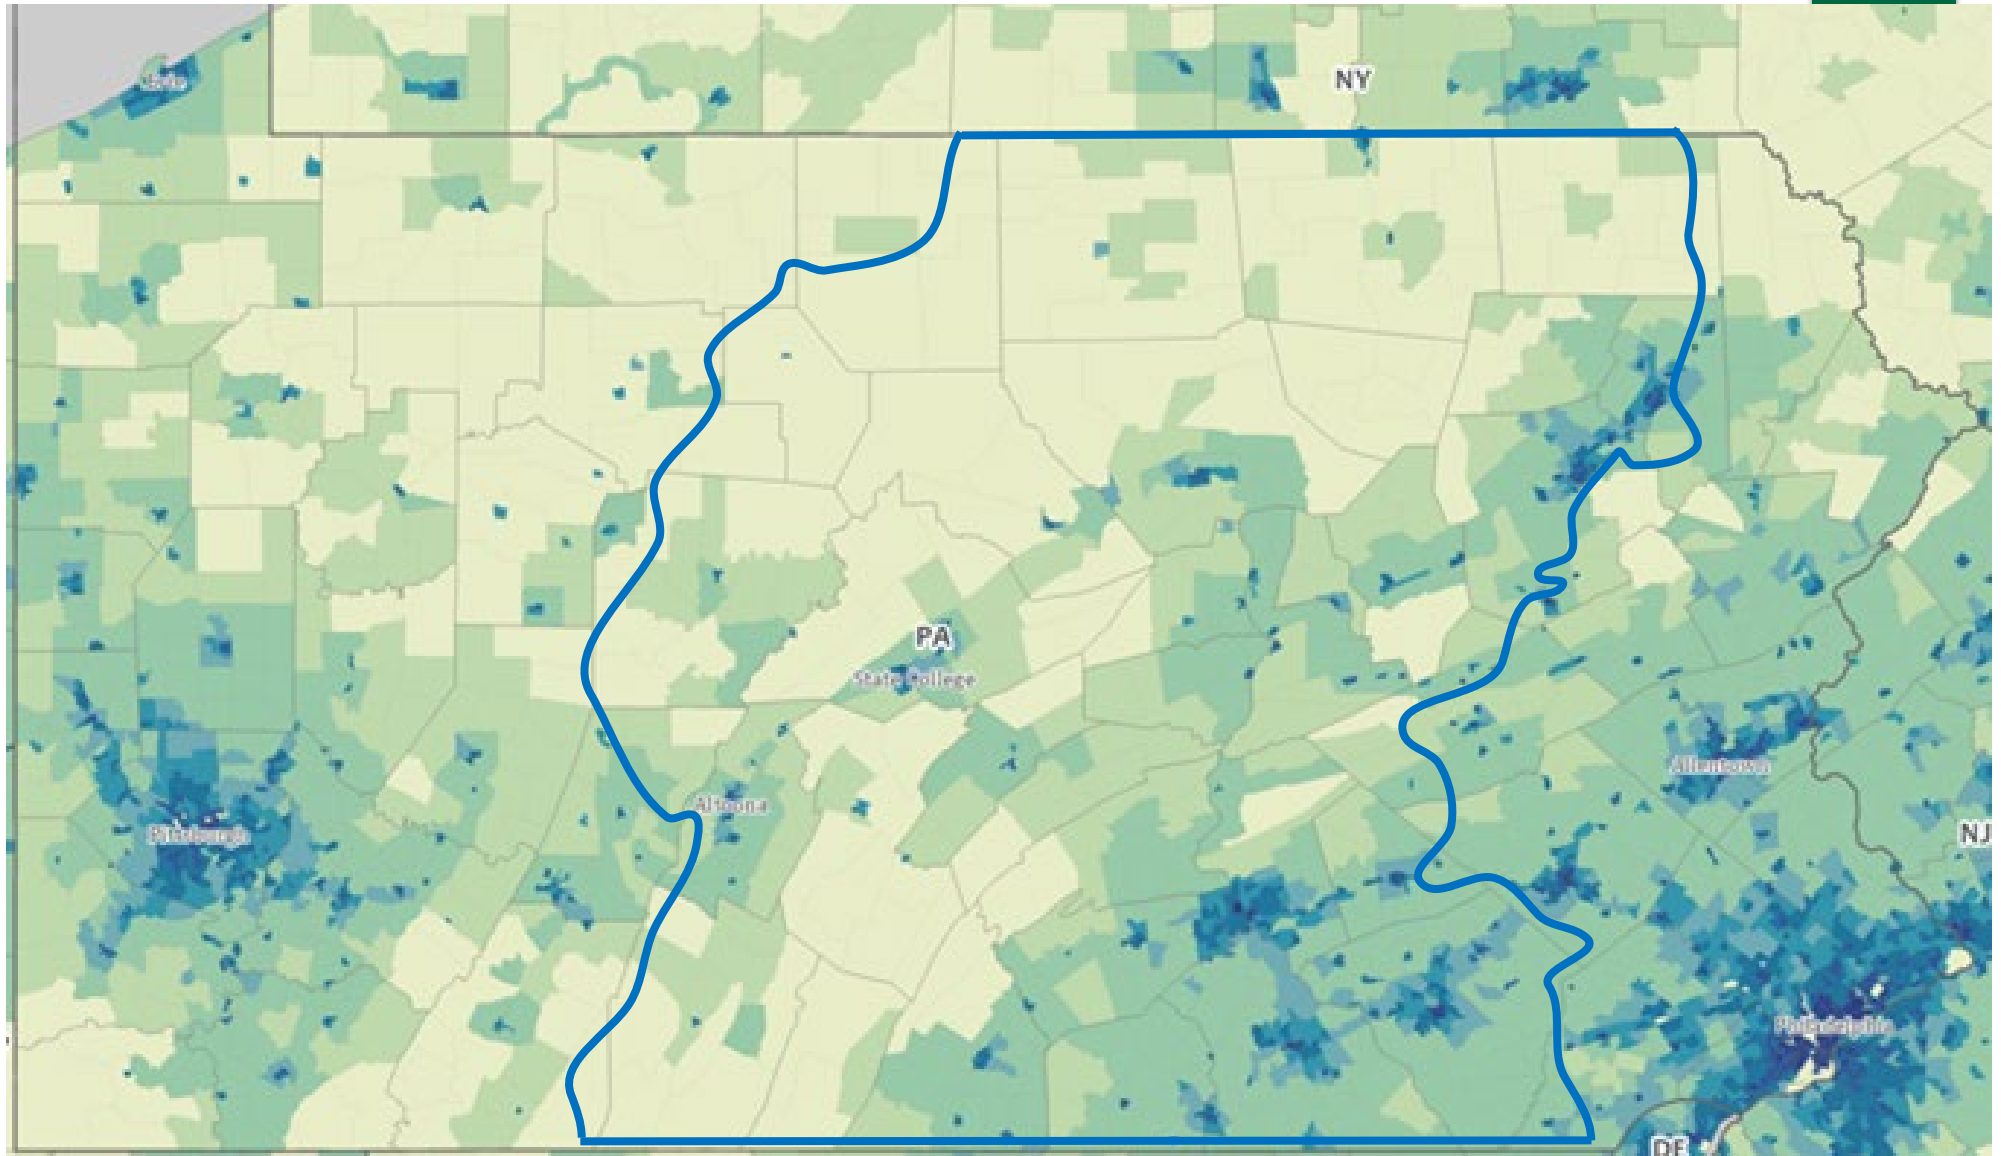 Erie
NY
PA
State College
Altoona
Allentown
Pittsburgh
NJ
Philadelphia
DE